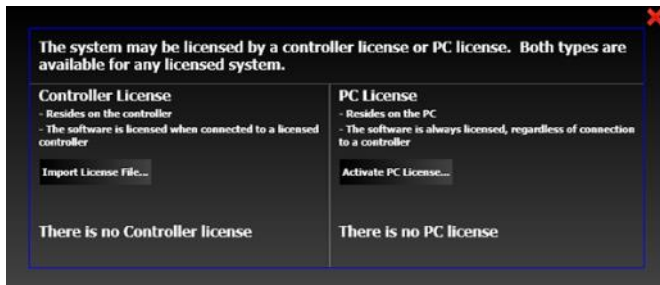 The system may be licensed by a controller license or PC license. Both types are
available for any licensed system.
Controller License
- Resides on the controller
- The software is licensed when connected to a licensed
controller
Import License File...
There is no Controller license
PC License
- Resides on the PC
- The software is always licensed, regardless of connection
to a controller
Activate PC License...
There is no PC license